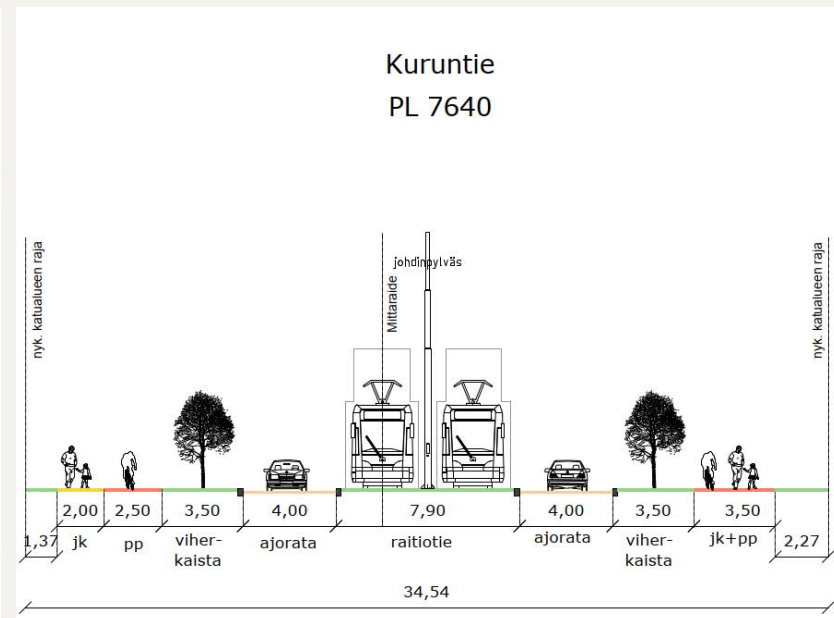 Kuruntie
PL 7640
nyk. katualueen raja
johdinpylväs
Mittaraide
nyk. katualueen raja
2,00 2,50 3,50 4,00 7,90 4,00 3,50 3,50
1,37 jk pp viher- ajorata raitiotie ajorata viher- jk+pp 2,27
kaista kaista
34,54